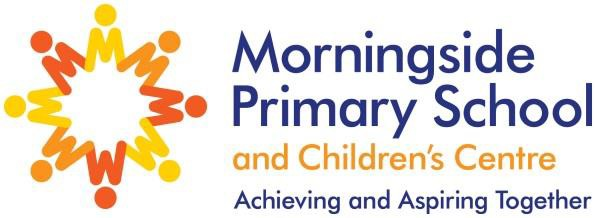 Morningside
Primary School
and Children's Centre
Achieving and Aspiring Together